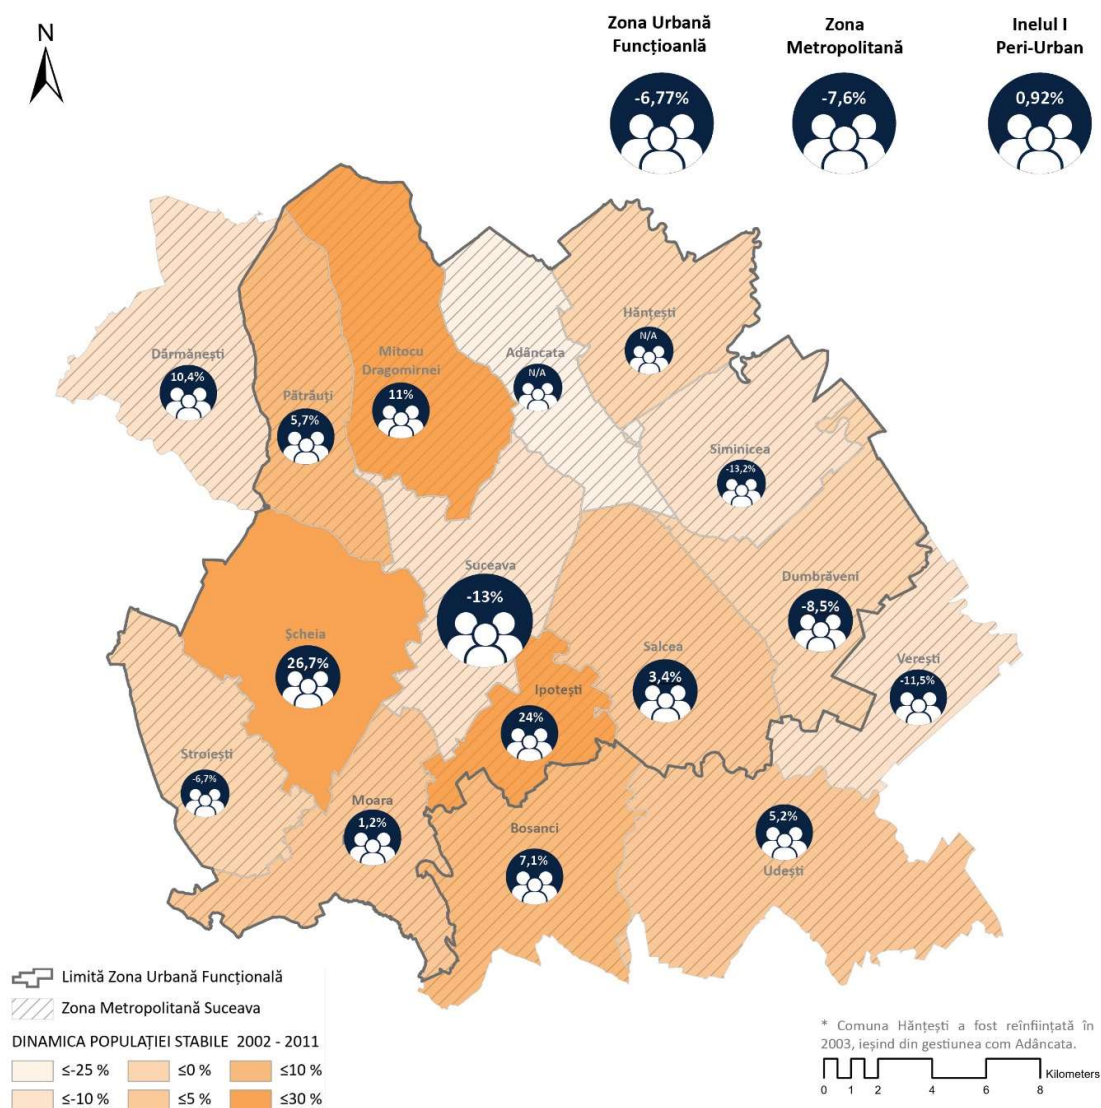 N
Zona Urbană
Funcțioanlă
-6,77%
Zona
Metropolitană
-7,6%
Inelul I
Peri-Urban
0,92%
Dărmănești
10,4%
Pătrăuți
5,7%
Mitocu
Dragomirnei
11%
Adâncata
N/A
Hănțești
N/A
Siminicea
-13,2%
Suceava
-13%
Dumbrăveni
-8,5%
Șcheia
26,7%
Salcea
3,4%
Verești
-11,5%
Ipotești
24%
Stroiești
-6,7%
Moara
1,2%
Bosanci
7,1%
5,2%
Udești
Limită Zona Urbană Funcțională
Zona Metropolitană Suceava
DINAMICA POPULAȚIEI STABILE 2002 - 2011
≤-25 % ≤0 % ≤10 %
≤-10 % ≤5 % ≤30 %
* Comuna Hănțești a fost reînființată în
2003, ieșind din gestiunea com Adâncata.
Kilometers
0 1 2 4 6 8